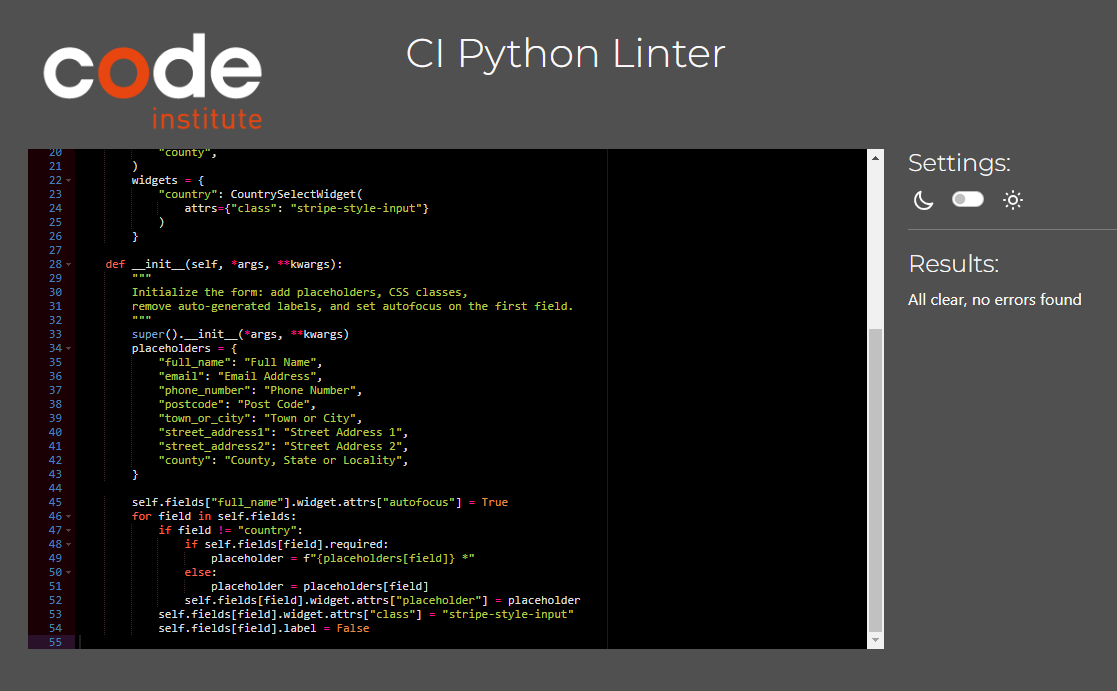 code
institute
CI Python Linter
20 "county",
21 )
22 widgets = {
23 "country": CountrySelectWidget(
24 attrs={"class": "stripe-style-input"}
25 )
26 }
27
28 def __init__(self, *args, **kwargs):
29 """
30 Initialize the form: add placeholders, CSS classes,
31 remove auto-generated labels, and set autofocus on the first field.
32 """
33 super().__init__(*args, **kwargs)
34 placeholders = {
35 "full_name": "Full Name",
36 "email": "Email Address",
37 "phone_number": "Phone Number",
38 "postcode": "Post Code",
39 "town_or_city": "Town or City",
40 "street_address1": "Street Address 1",
41 "street_address2": "Street Address 2",
42 "county": "County, State or Locality",
43 }
44
45 self.fields["full_name"].widget.attrs["autofocus"] = True
46 for field in self.fields:
47 if field != "country":
48 if self.fields[field].required:
49 placeholder = f"{placeholders[field]} *"
50 else:
51 placeholder = placeholders[field]
52 self.fields[field].widget.attrs["placeholder"] = placeholder
53 self.fields[field].widget.attrs["class"] = "stripe-style-input"
54 self.fields[field].label = False
55
Settings:
Results:
All clear, no errors found